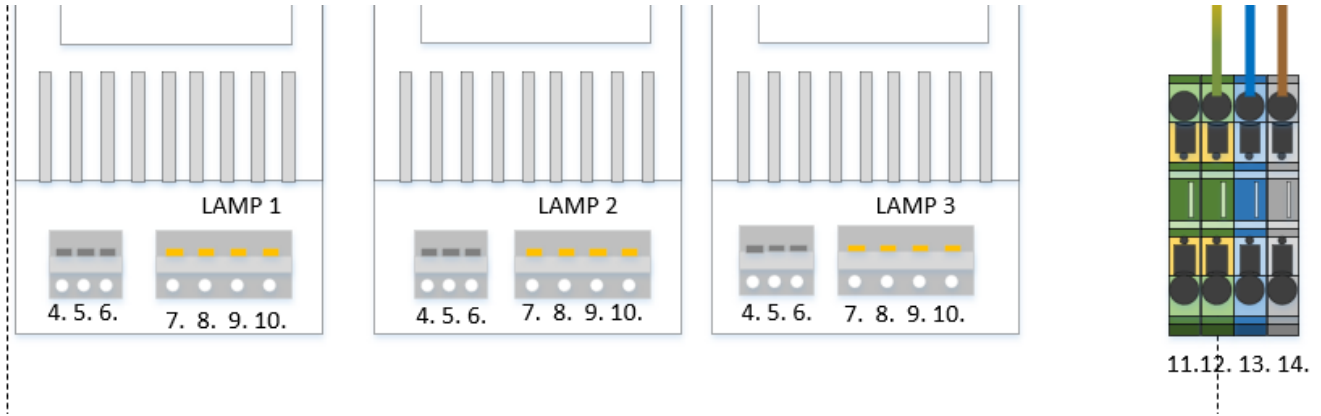 LAMP 1
4. 5. 6.
7. 8. 9. 10.
LAMP 2
4. 5. 6.
7. 8. 9. 10.
LAMP 3
4. 5. 6.
7. 8. 9. 10.
11.12. 13. 14.